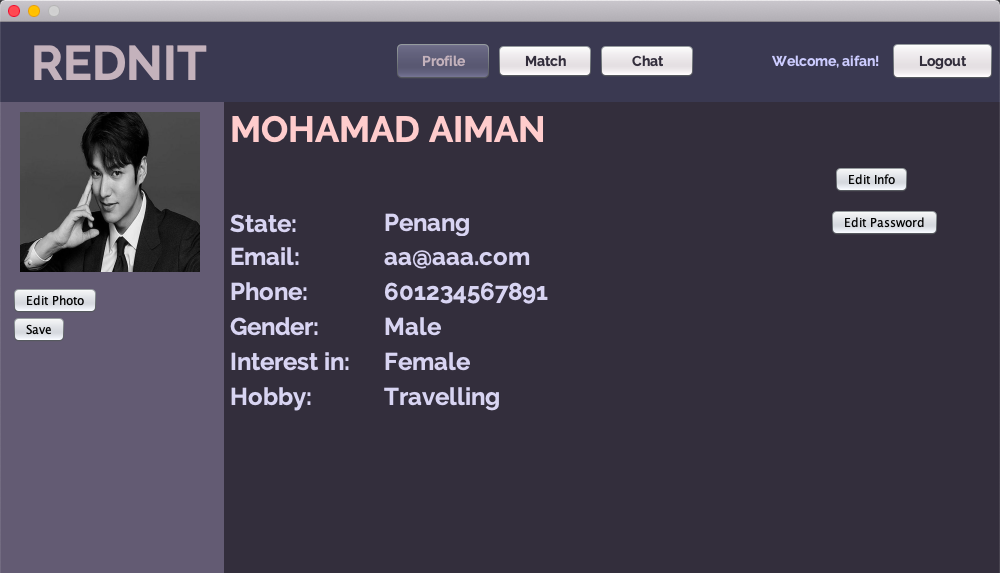 REDNIT
Profile Match Chat Welcome, aifan! Logout
MOHAMAD AIMAN
Edit Info
State: Penang
Edit Password
Email: aa@aaa.com
Phone: 601234567891
Edit Photo
Gender: Male
Save
Interest in: Female
Hobby: Travelling